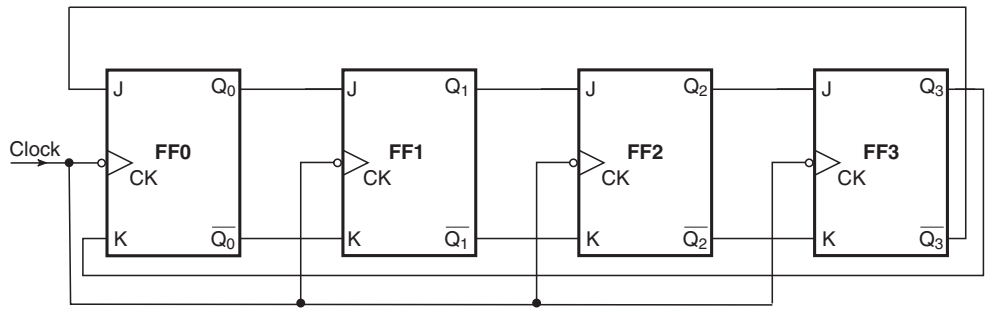 J Q₀ J Q₁ J Q₂ J Q₃
Clock FF0 FF1 FF2 FF3
CK CK CK CK
K Q̅₀ K Q̅₁ K Q̅₂ K Q̅₃